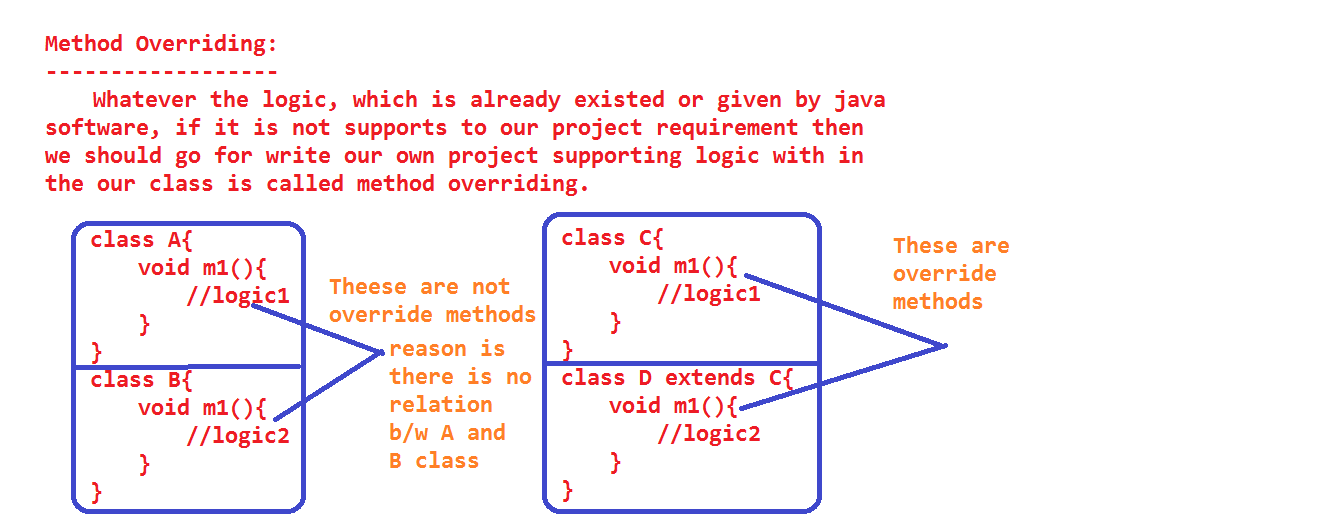 Method Overriding:
------------------
Whatever the logic, which is already existed or given by java
software, if it is not supports to our project requirement then
we should go for write our own project supporting logic with in
the our class is called method overriding.
class A{
void m1(){
//logic1
}
}
class B{
void m1(){
//logic2
}
}
Theese are not
override methods
reason is
there is no
relation
b/w A and
B class
class C{
void m1(){
//logic1
}
}
class D extends C{
void m1(){
//logic2
}
}
These are
override
methods